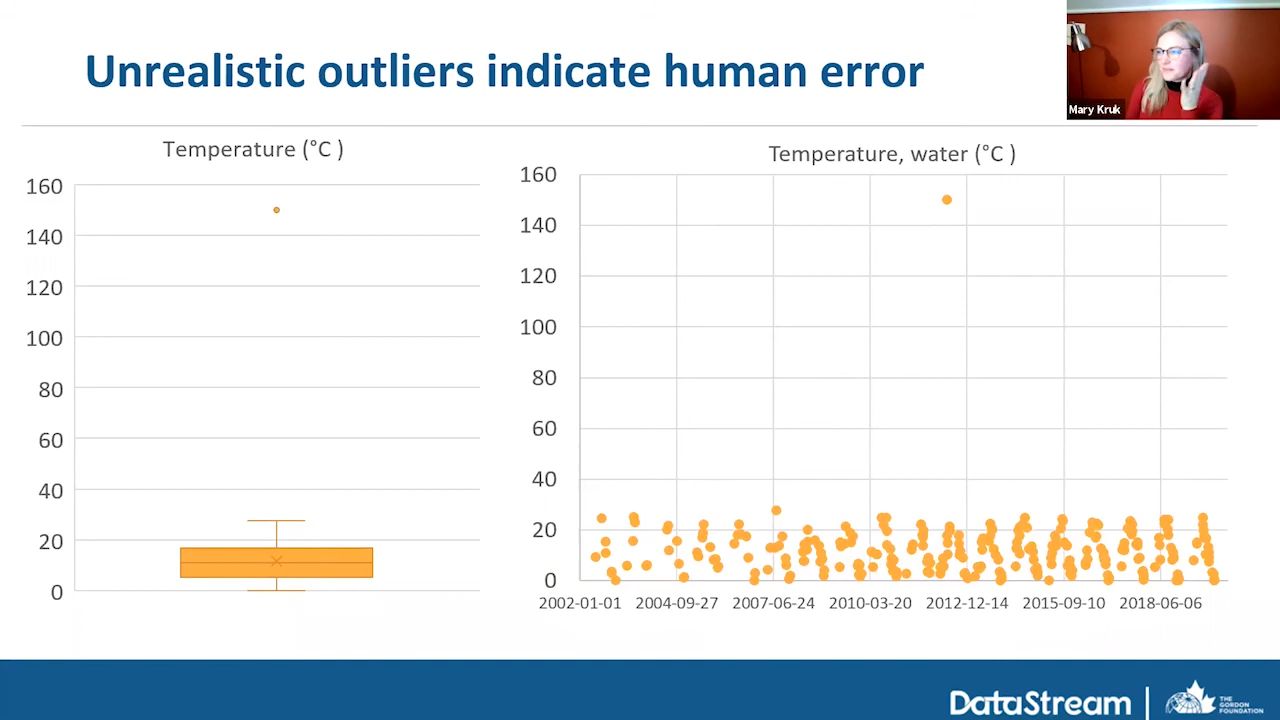 Unrealistic outliers indicate human error
Mary Kruk
Temperature (°C )
160
140
120
100
80
60
40
20
0
Temperature, water (°C )
160
140
120
100
80
60
40
20
0
2002-01-01 2004-09-27 2007-06-24 2010-03-20 2012-12-14 2015-09-10 2018-06-06
DataStream
THE
GORDON
FOUNDATION